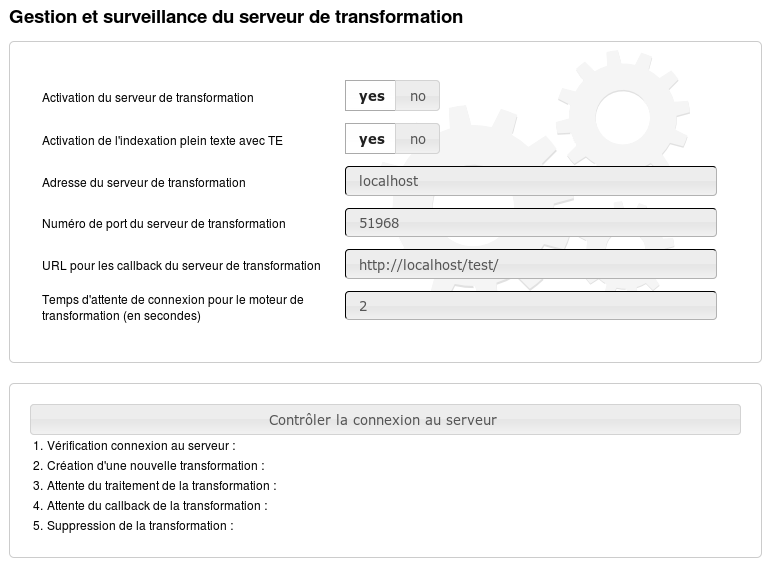 Gestion et surveillance du serveur de transformation
Activation du serveur de transformation yes no
Activation de l'indexation plein texte avec TE yes no
Adresse du serveur de transformation localhost
Numéro de port du serveur de transformation 51968
URL pour les callback du serveur de transformation http://localhost/test/
Temps d'attente de connexion pour le moteur de
transformation (en secondes) 2
Contrôler la connexion au serveur
1. Vérification connexion au serveur :
2. Création d'une nouvelle transformation :
3. Attente du traitement de la transformation :
4. Attente du callback de la transformation :
5. Suppression de la transformation :